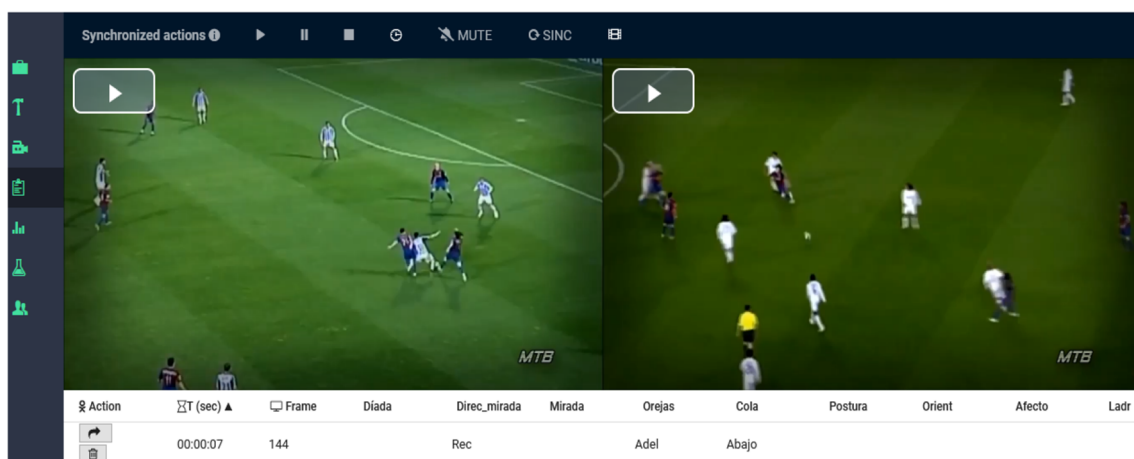 Synchronized actions MUTE SINC
MTB MTB
Action T (sec) ▲ Frame Díada Direc_mirada Mirada Orejas Cola Postura Orient Afecto Ladr
00:00:07 144 Rec Adel Abajo